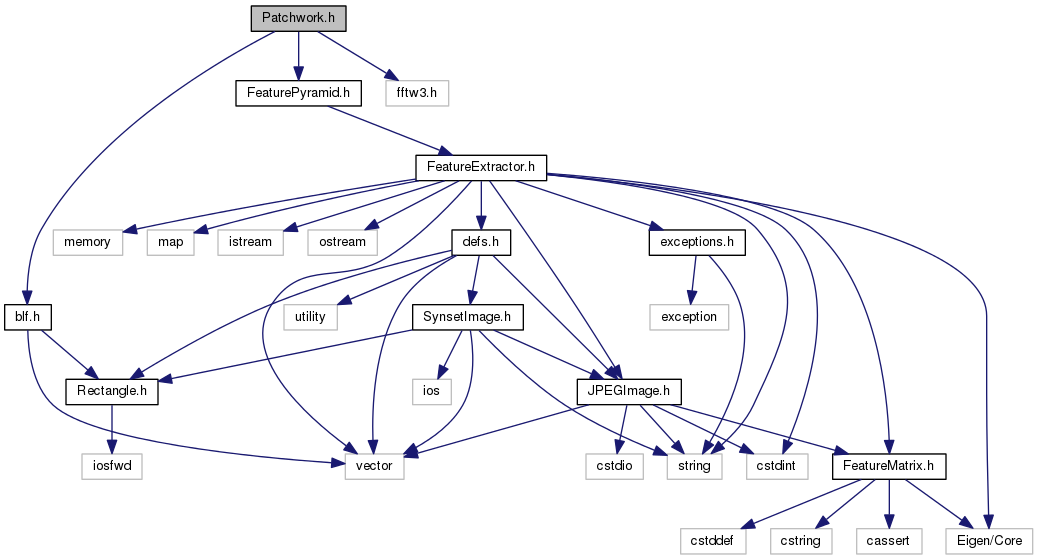 Patchwork.h
FeaturePyramid.h
fftw3.h
FeatureExtractor.h
memory
map
istream
ostream
defs.h
exceptions.h
blf.h
utility
SynsetImage.h
exception
Rectangle.h
ios
JPEGImage.h
iosfwd
vector
cstdio
string
cstdint
FeatureMatrix.h
cstddef
cstring
cassert
Eigen/Core